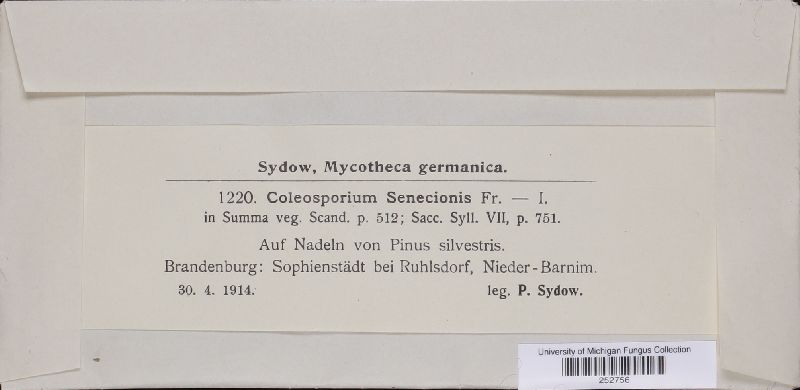 Sydow, Mycotheca germanica.
1220. Coleosporium Senecionis Fr. — I.
in Summa veg. Scand. p. 512; Sacc. Syll. VII, p. 751.
Auf Nadeln von Pinus silvestris.
Brandenburg: Sophienstädt bei Ruhlsdorf, Nieder-Barnim.
30. 4. 1914. leg. P. Sydow.
University of Michigan Fungus Collection
252756